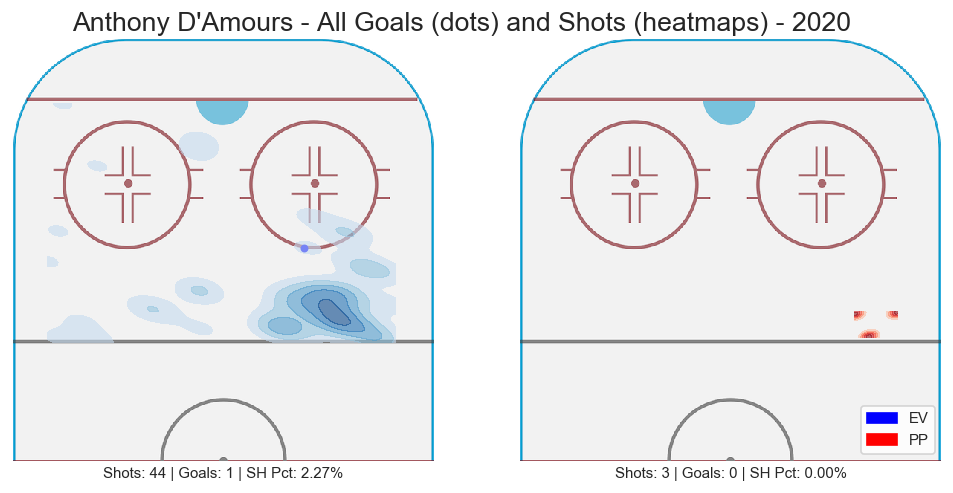 Anthony D'Amours - All Goals (dots) and Shots (heatmaps) - 2020
EV
PP
Shots: 44 | Goals: 1 | SH Pct: 2.27%
Shots: 3 | Goals: 0 | SH Pct: 0.00%